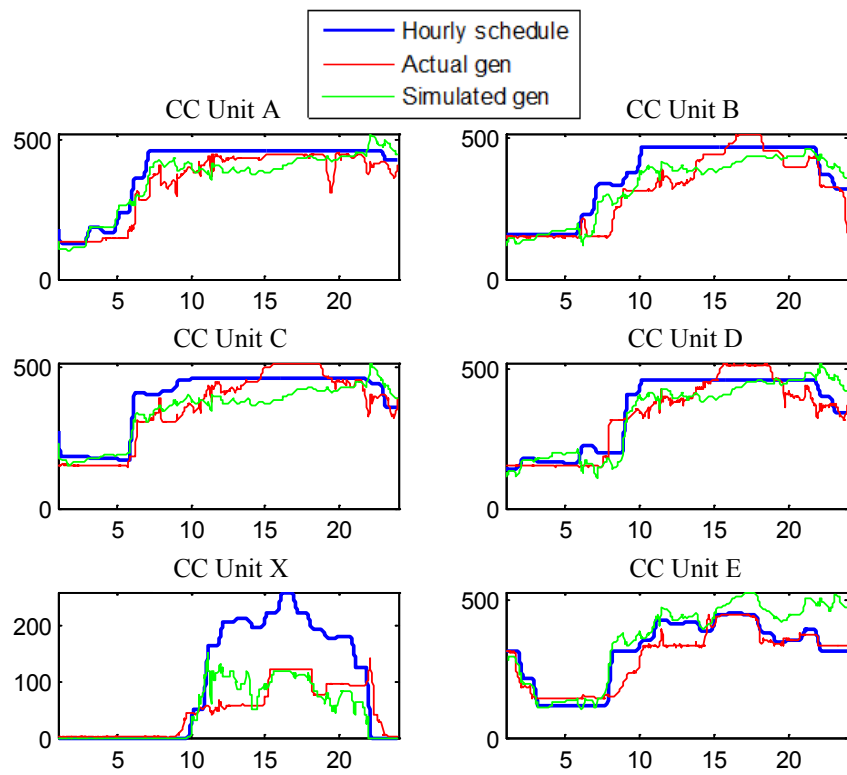 Hourly schedule
Actual gen
Simulated gen
CC Unit A
CC Unit B
500
0
5 10 15 20
500
0
5 10 15 20
CC Unit C
CC Unit D
500
0
5 10 15 20
500
0
5 10 15 20
CC Unit X
CC Unit E
200
100
0
5 10 15 20
500
0
5 10 15 20